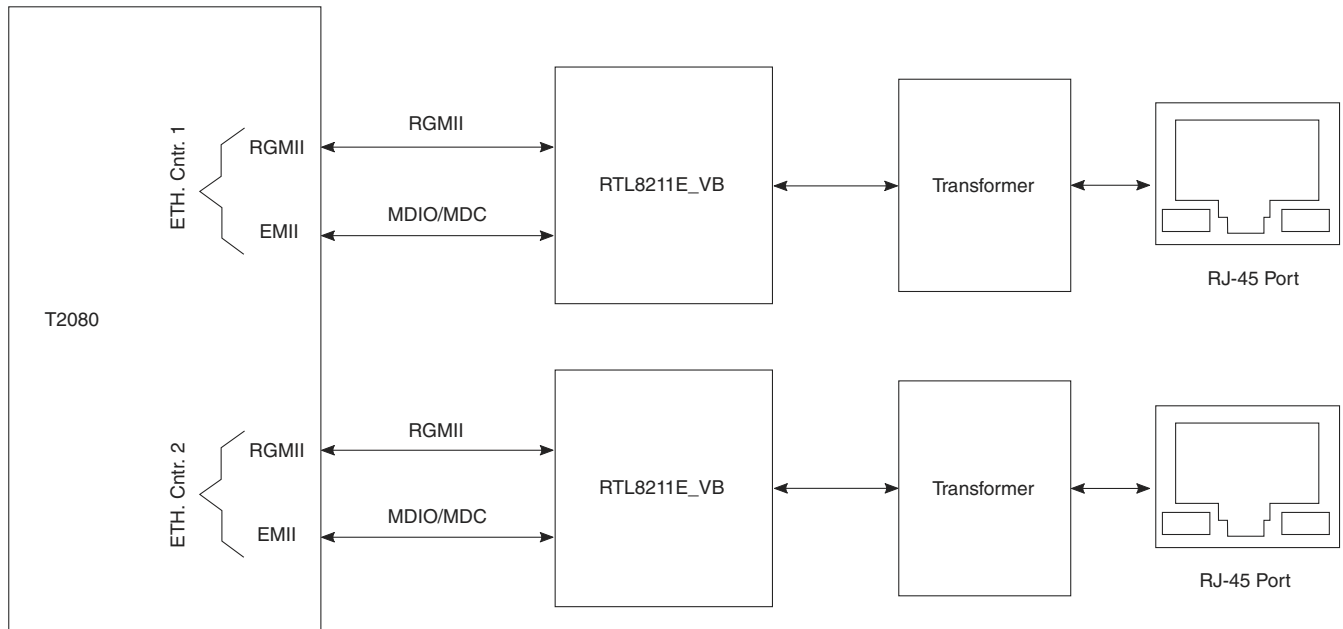 T2080
ETH. Cntr. 1
RGMII
EMII
RGMII
MDIO/MDC
RTL8211E_VB
Transformer
RJ-45 Port
ETH. Cntr. 2
RGMII
EMII
RGMII
MDIO/MDC
RTL8211E_VB
Transformer
RJ-45 Port